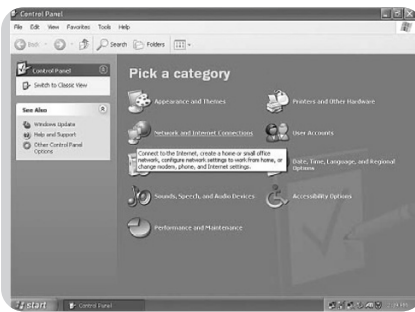 Control Panel
File Edit View Favorites Tools Help
Back Search Folders
Control Panel
Switch to Classic View
See Also
Windows Update
Help and Support
Other Control Panel
Options
Pick a category
Appearance and Themes
Printers and Other Hardware
Network and Internet Connections
User Accounts
Connect to the Internet, create a home or small office
network, configure network settings to work from home, or
change modem, phone, and Internet settings.
Date, Time, Language, and Regional
Options
Sounds, Speech, and Audio Devices
Accessibility Options
Performance and Maintenance
start Control Panel